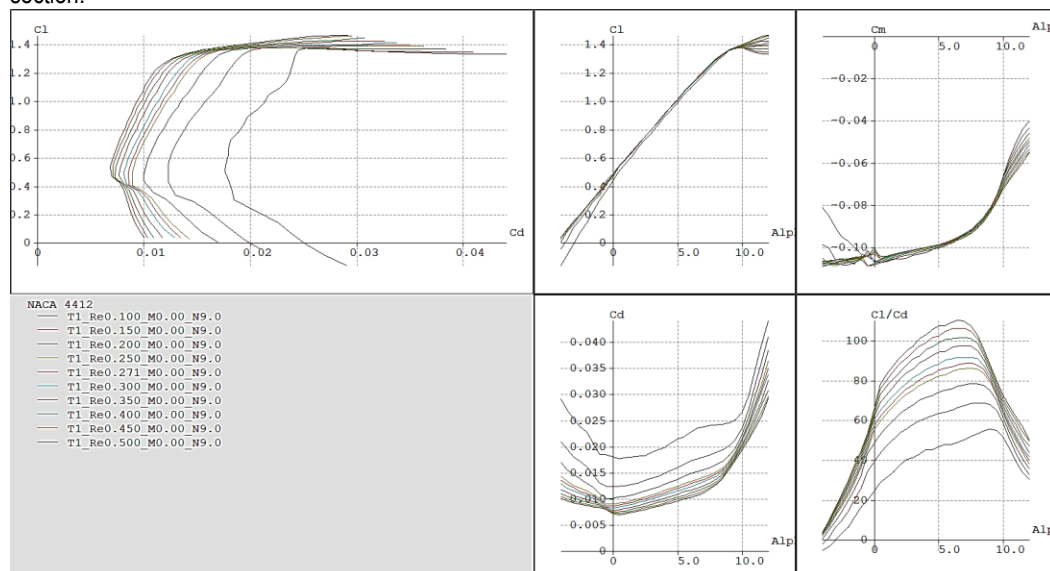 section.
Cl
1.4
1.2
1.0
0.8
0.6
0.4
0.2
0
0.01
0.02
0.03
0.04
Cd
Cl
1.4
1.2
1.0
0.8
0.6
0.4
0.2
0
0
5.0
10.0
Alp
Cm
Alp
0
5.0
10.0
-0.02
-0.04
-0.06
-0.08
-0.10
NACA 4412
T1_Re0.100_M0.00_N9.0
T1_Re0.150_M0.00_N9.0
T1_Re0.200_M0.00_N9.0
T1_Re0.250_M0.00_N9.0
T1_Re0.271_M0.00_N9.0
T1_Re0.300_M0.00_N9.0
T1_Re0.350_M0.00_N9.0
T1_Re0.400_M0.00_N9.0
T1_Re0.450_M0.00_N9.0
T1_Re0.500_M0.00_N9.0
Cd
0.040
0.035
0.030
0.025
0.020
0.015
0.010
0.005
0
0
5.0
10.0
Alp
Cl/Cd
100
80
60
40
20
0
0
5.0
10.0
Alp